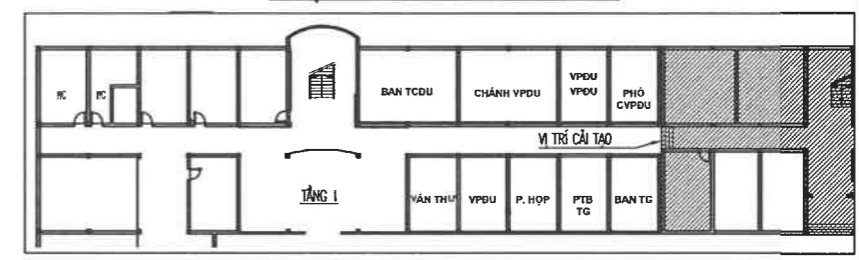 WC
WC
BAN TCĐU
CHÁNH VPĐU
VPĐU
VPĐU
PHÓ
CVPĐU
VỊ TRÍ CẢI TẠO
TẦNG 1
VĂN THƯ
VPĐU
P. HỌP
PTB
TG
BAN TG